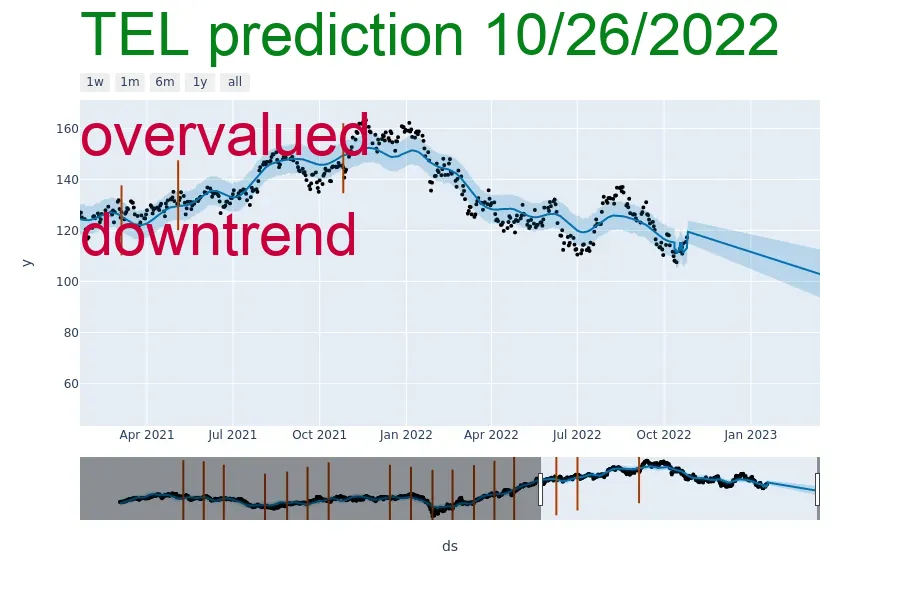 TEL prediction 10/26/2022
1w 1m 6m 1y all
overvalued
downtrend
160
140
120
100
80
60
y
Apr 2021 Jul 2021 Oct 2021 Jan 2022 Apr 2022 Jul 2022 Oct 2022 Jan 2023
ds